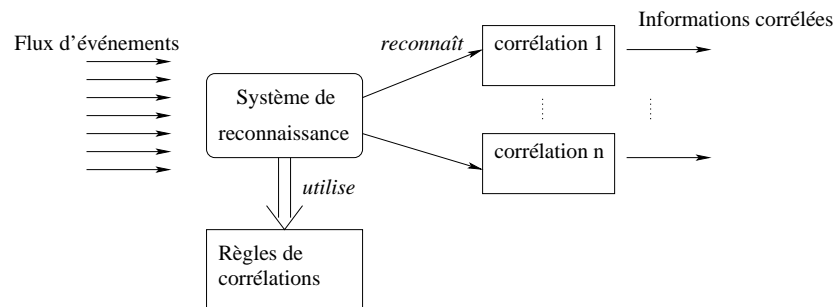 Flux d'événements
Système de
reconnaissance
reconnaît
corrélation 1
Informations corrélées
corrélation n
utilise
Règles de
corrélations